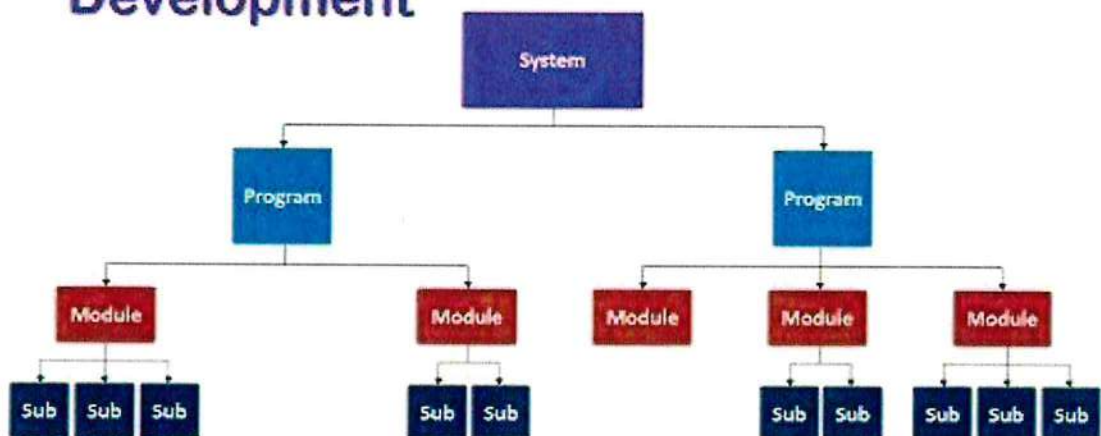 Development
System
Program Program
Module Module Module Module Module
Sub Sub Sub Sub Sub Sub Sub Sub Sub Sub